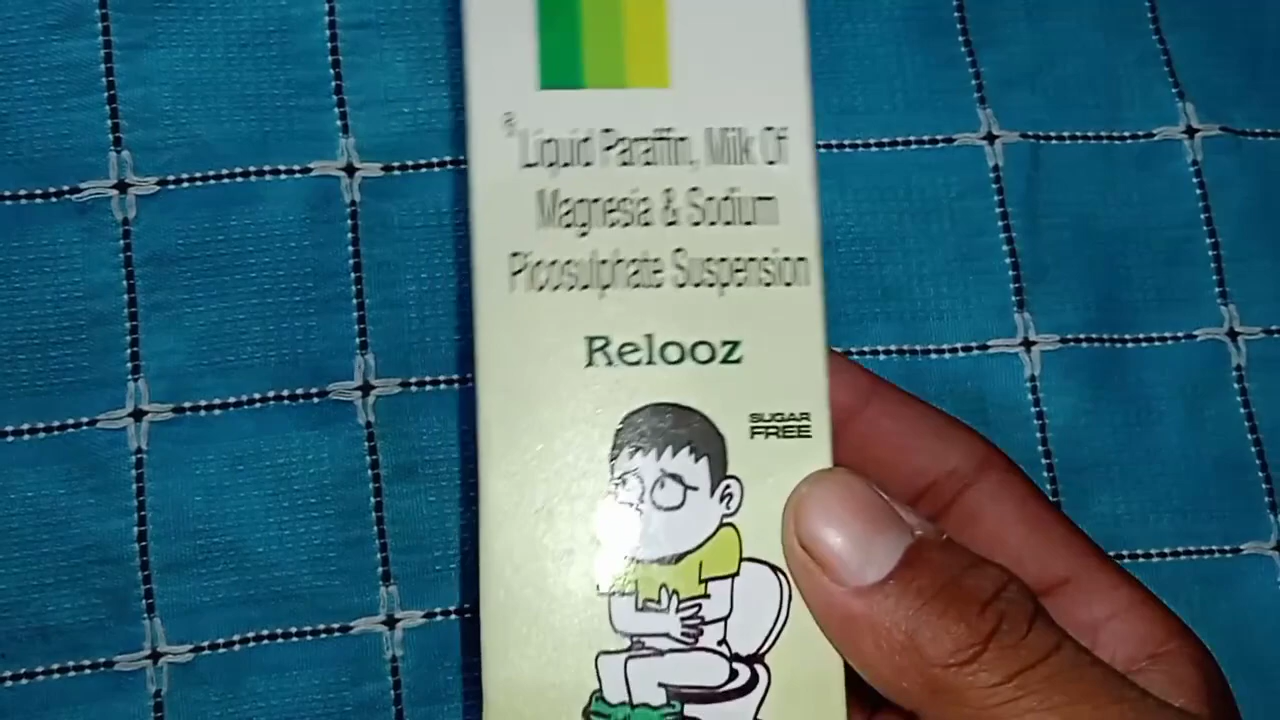 Liquid Paraffin, Milk Of
Magnesia & Sodium
Picosulphate Suspension
Relooz
SUGAR
FREE